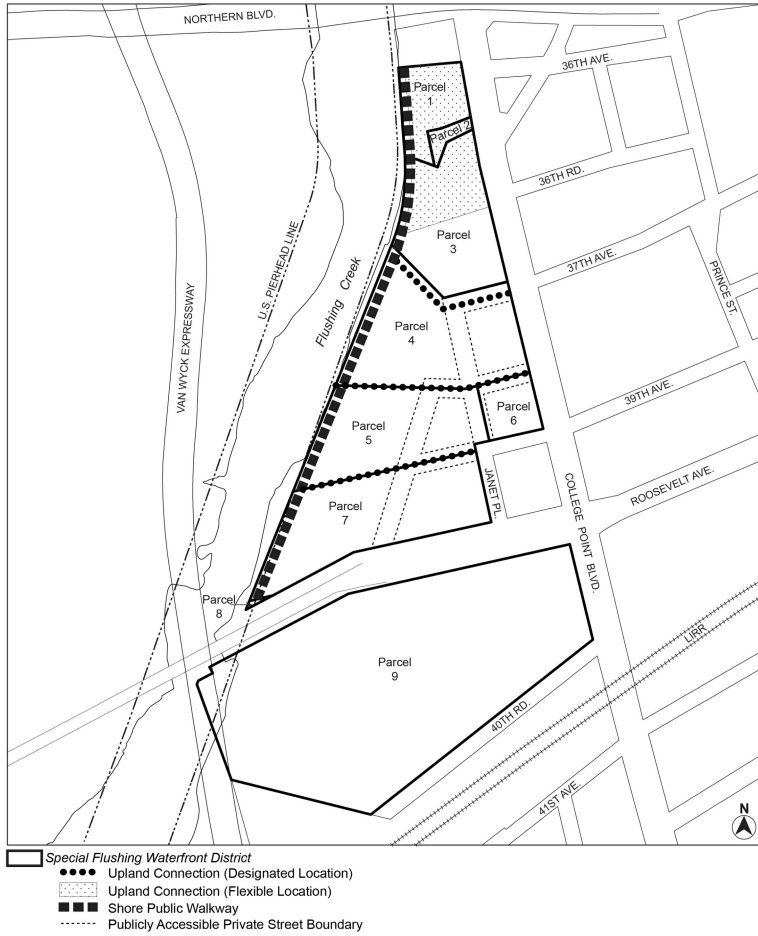 NORTHERN BLVD.
36TH AVE.
Parcel
1
Parcel 2
36TH RD.
Parcel
3
37TH AVE.
U.S. PIERHEAD LINE
Flushing Creek
PRINCE ST.
VAN WYCK EXPRESSWAY
Parcel
4
39TH AVE.
Parcel
6
Parcel
5
JANET PL.
COLLEGE POINT BLVD.
ROOSEVELT AVE.
Parcel
7
Parcel
8
LIRR
Parcel
9
40TH RD.
41ST AVE.
N
Special Flushing Waterfront District
Upland Connection (Designated Location)
Upland Connection (Flexible Location)
Shore Public Walkway
Publicly Accessible Private Street Boundary